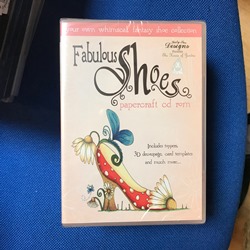 your own whimsical fantasy shoe collection
Designs
Fabulous
Shoes
papercraft cd rom
Includes toppers,
3D decoupage, card templates
and much more...